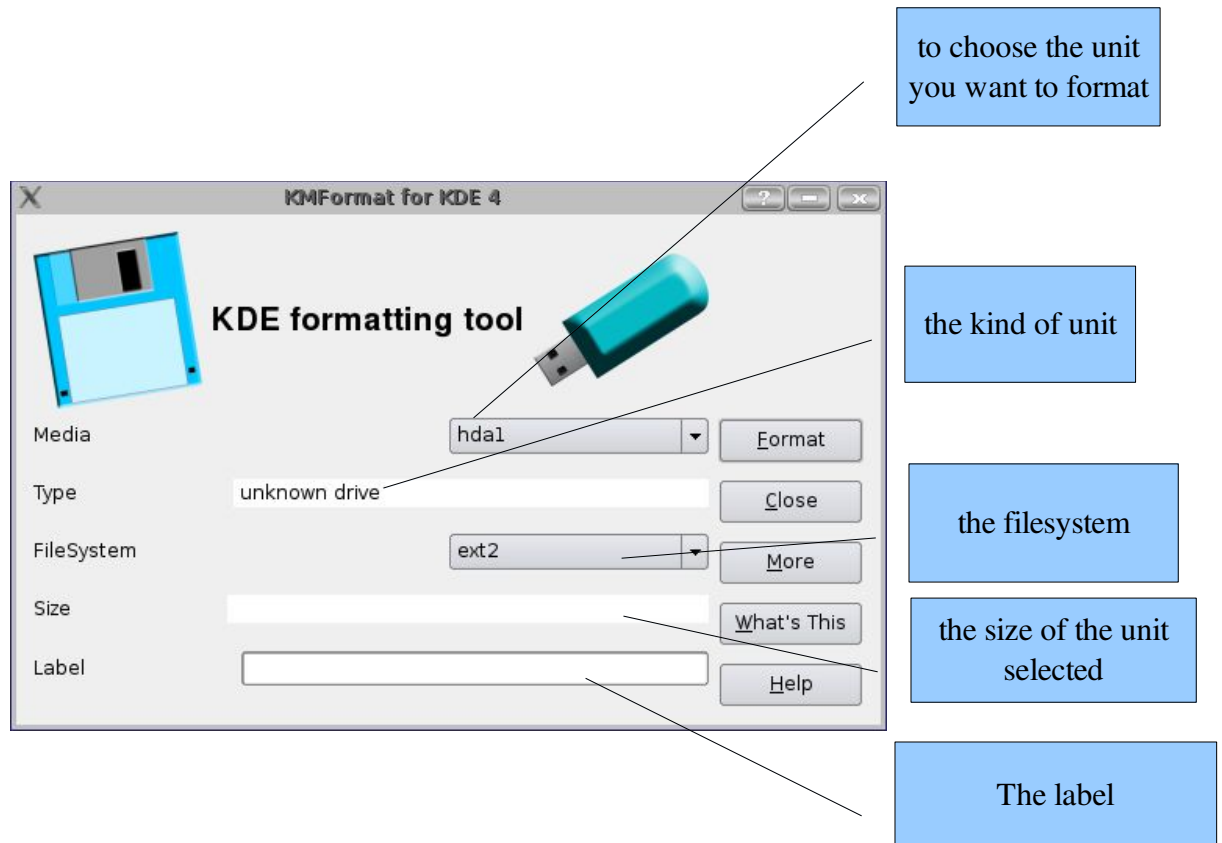 to choose the unit
you want to format
KMFormat for KDE 4
KDE formatting tool
the kind of unit
Media
hda1
Format
Type
unknown drive
Close
FileSystem
ext2
More
the filesystem
Size
What's This
the size of the unit
selected
Label
Help
The label